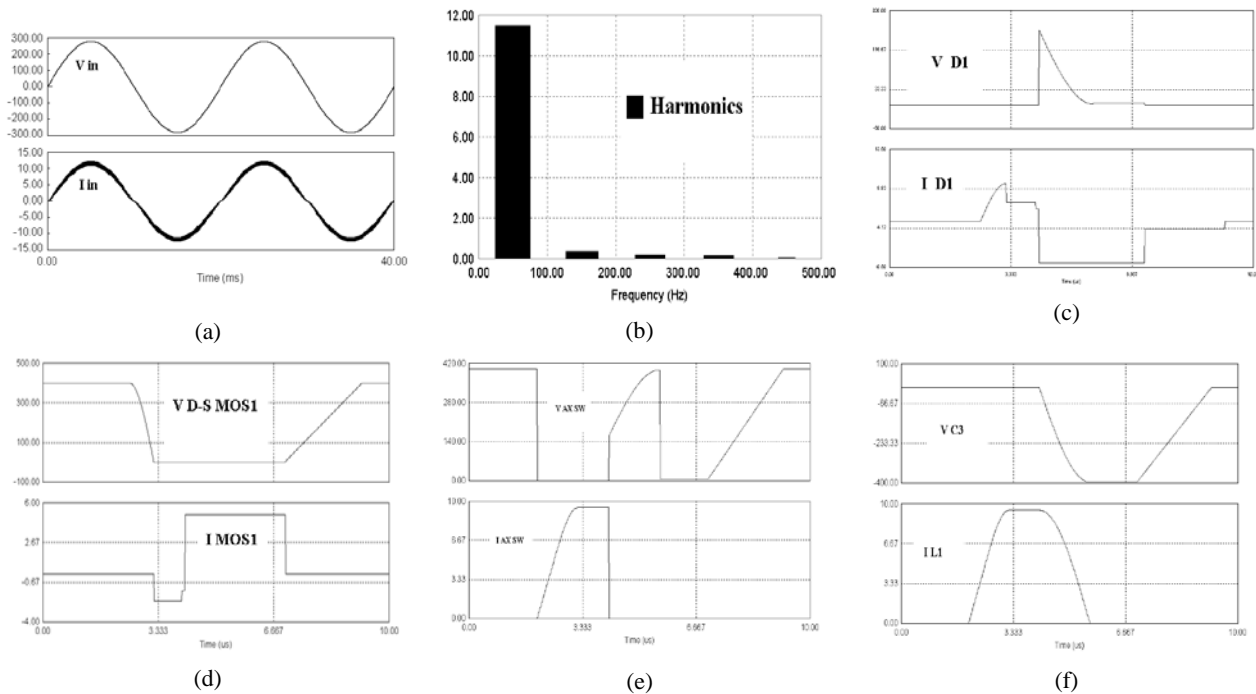 300.00
200.00
100.00
0.00
-100.00
-200.00
-300.00
V in
15.00
10.00
5.00
0.00
-5.00
-10.00
-15.00
I in
0.00
40.00
Time (ms)
(a)
12.00
10.00
8.00
6.00
4.00
2.00
0.00
Harmonics
0.00 100.00 200.00 300.00 400.00 500.00
Frequency (Hz)
(b)
V D1
I D1
0.00
3.333
Time (us)
(c)
500.00
300.00
100.00
-100.00
V D-S MOS1
6.00
2.67
-0.67
-4.00
I MOS1
0.00 3.333 6.667 10.00
Time (us)
(d)
420.00
140.00
0.00
V AX SW
6.67
3.33
0.00
I AX SW
0.00 3.333 6.667 10.00
Time (us)
(e)
100.00
-66.67
-233.33
-400.00
V C3
10.00
6.67
3.33
0.00
I L1
0.00 3.333 6.667 10.00
Time (us)
(f)